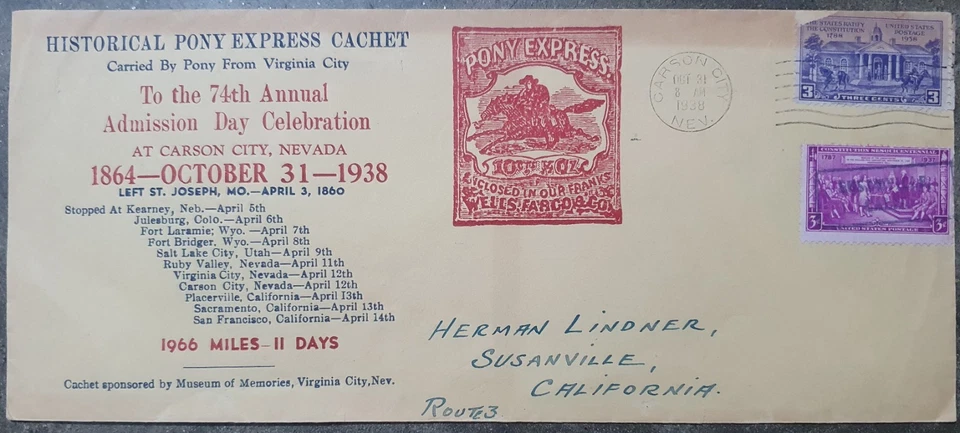 HISTORICAL PONY EXPRESS CACHET
Carried By Pony From Virginia City
To the 74th Annual
Admission Day Celebration
AT CARSON CITY, NEVADA
1864—OCTOBER 31—1938
LEFT ST. JOSEPH, MO.—APRIL 3, 1860
Stopped At Kearney, Neb.—April 5th
Julesburg, Colo.—April 6th
Fort Laramie; Wyo.—April 7th
Fort Bridger, Wyo.—April 8th
Salt Lake City, Utah—April 9th
Ruby Valley, Nevada—April 11th
Virginia City, Nevada—April 12th
Carson City, Nevada—April 12th
Placerville, California—April 13th
Sacramento, California—April 13th
San Francisco, California—April 14th
1966 MILES—11 DAYS
Cachet sponsored by Museum of Memories, Virginia City, Nev.
PONY EXPRESS.
ENCLOSED IN OUR FRANKS
WELLS, FARGO & CO.
CARSON CITY
OCT 31
8 AM
1938
NEV.
THE STATES RATIFY THE CONSTITUTION 1788
UNITED STATES POSTAGE 1938
3 THREE CENTS 3
CONSTITUTION SESQUICENTENNIAL
1787 1937
3¢ 3¢
UNITED STATES POSTAGE
HERMAN LINDNER,
SUSANVILLE,
CALIFORNIA.
ROUTE 3